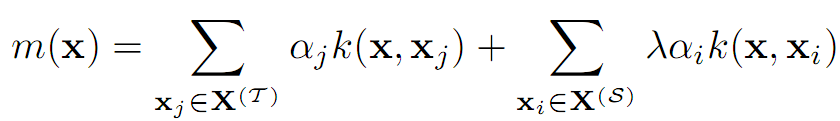 m(𝐱) = ∑_{𝐱_j∈𝐗^{(𝒯)}} α_j k(𝐱, 𝐱_j) + ∑_{𝐱_i∈𝐗^{(𝒮)}} λα_i k(𝐱, 𝐱_i)